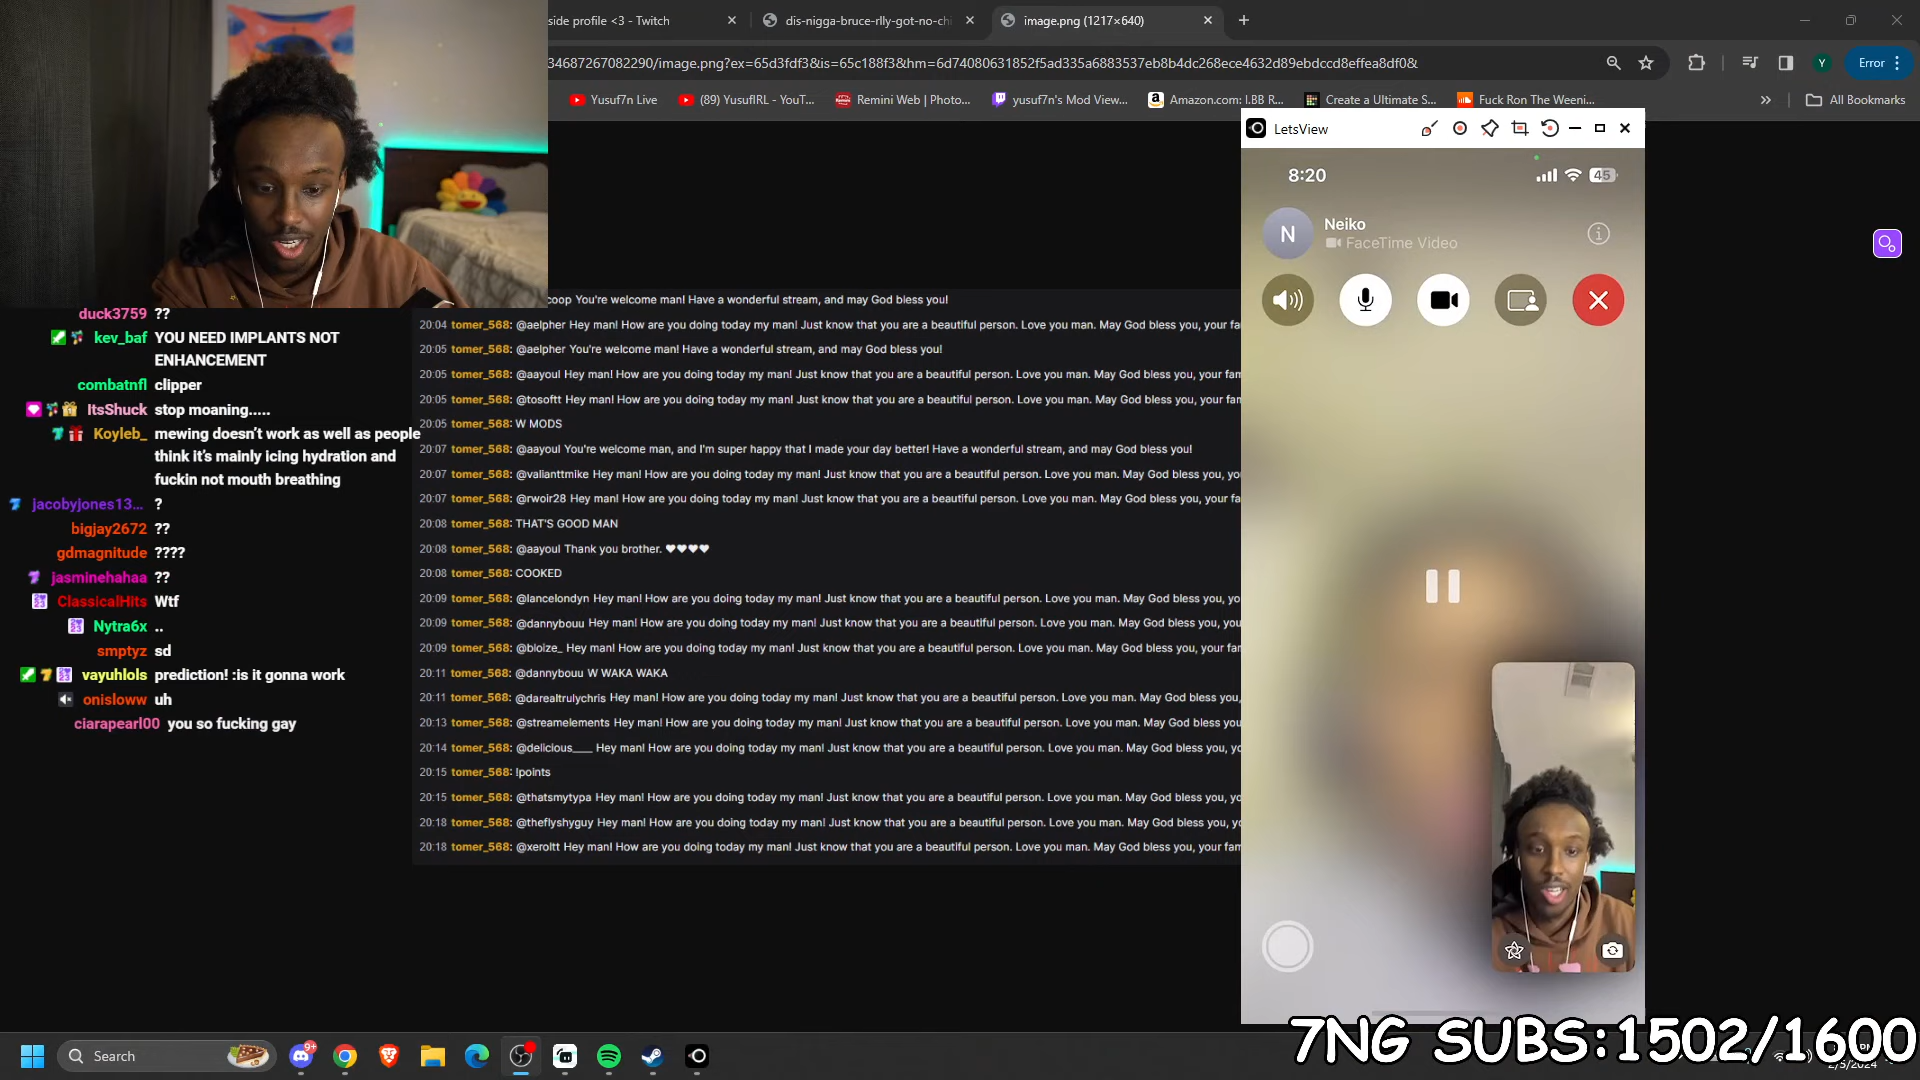 side profile <3 - Twitch
dis-nigga-bruce-rlly-got-no-chi
image.png (1217×640)
34687267082290/image.png?ex=65d3fdf3&is=65c188f3&hm=6d74080631852f5ad335a6883537eb8b4dc268ece4632d89ebdccd8effea8df0&
Y
Error
Yusuf7n Live
(89) YusufIRL - YouT...
Remini Web | Photo...
yusuf7n's Mod View...
Amazon.com: I.BB R...
Create a Ultimate S...
Fuck Ron The Weeni...
All Bookmarks
LetsView
8:20
45
N
Neiko
FaceTime Video
duck3759 ??
kev_baf YOU NEED IMPLANTS NOT
ENHANCEMENT
combatnfl clipper
ItsShuck stop moaning.....
Koyleb_ mewing doesn't work as well as people
think it's mainly icing hydration and
fuckin not mouth breathing
jacobyjones13... ?
bigjay2672 ??
gdmagnitude ????
jasminehahaa ??
ClassicalHits Wtf
Nytra6x ..
smptyz sd
vayuhlols prediction! :is it gonna work
onisloww uh
ciarapearl00 you so fucking gay
coop You're welcome man! Have a wonderful stream, and may God bless you!
20:04 tomer_568: @aelpher Hey man! How are you doing today my man! Just know that you are a beautiful person. Love you man. May God bless you, your fa
20:05 tomer_568: @aelpher You're welcome man! Have a wonderful stream, and may God bless you!
20:05 tomer_568: @aayoul Hey man! How are you doing today my man! Just know that you are a beautiful person. Love you man. May God bless you, your fam
20:05 tomer_568: @tosoftt Hey man! How are you doing today my man! Just know that you are a beautiful person. Love you man. May God bless you, your fam
20:05 tomer_568: W MODS
20:07 tomer_568: @aayoul You're welcome man, and I'm super happy that I made your day better! Have a wonderful stream, and may God bless you!
20:07 tomer_568: @valianttmike Hey man! How are you doing today my man! Just know that you are a beautiful person. Love you man. May God bless you, yo
20:07 tomer_568: @rwoir28 Hey man! How are you doing today my man! Just know that you are a beautiful person. Love you man. May God bless you, your fa
20:08 tomer_568: THAT'S GOOD MAN
20:08 tomer_568: @aayoul Thank you brother. ♥♥♥♥
20:08 tomer_568: COOKED
20:09 tomer_568: @lancelondyn Hey man! How are you doing today my man! Just know that you are a beautiful person. Love you man. May God bless you, yo
20:09 tomer_568: @dannybouu Hey man! How are you doing today my man! Just know that you are a beautiful person. Love you man. May God bless you, you
20:09 tomer_568: @bloize_ Hey man! How are you doing today my man! Just know that you are a beautiful person. Love you man. May God bless you, your fa
20:11 tomer_568: @dannybouu W WAKA WAKA
20:11 tomer_568: @darealtrulychris Hey man! How are you doing today my man! Just know that you are a beautiful person. Love you man. May God bless you,
20:13 tomer_568: @streamelements Hey man! How are you doing today my man! Just know that you are a beautiful person. Love you man. May God bless you
20:14 tomer_568: @delicious____ Hey man! How are you doing today my man! Just know that you are a beautiful person. Love you man. May God bless you, yo
20:15 tomer_568: !points
20:15 tomer_568: @thatsmytypa Hey man! How are you doing today my man! Just know that you are a beautiful person. Love you man. May God bless you, yo
20:18 tomer_568: @theflyshyguy Hey man! How are you doing today my man! Just know that you are a beautiful person. Love you man. May God bless you, yo
20:18 tomer_568: @xeroltt Hey man! How are you doing today my man! Just know that you are a beautiful person. Love you man. May God bless you, your fam
7NG SUBS:1502/1600
Search
9+
2/5/2024